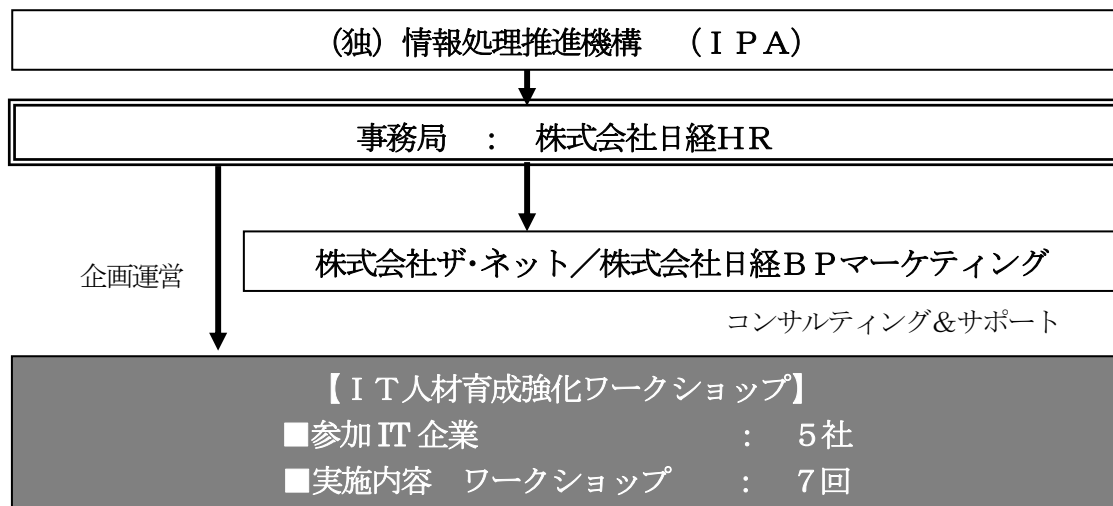 (独)情報処理推進機構　(ＩＰＡ)
事務局　：　株式会社日経HR
株式会社ザ・ネット／株式会社日経ＢＰマーケティング
企画運営
コンサルティング＆サポート
【ＩＴ人材育成強化ワークショップ】
■参加IT企業　：　５社
■実施内容　ワークショップ　：　７回